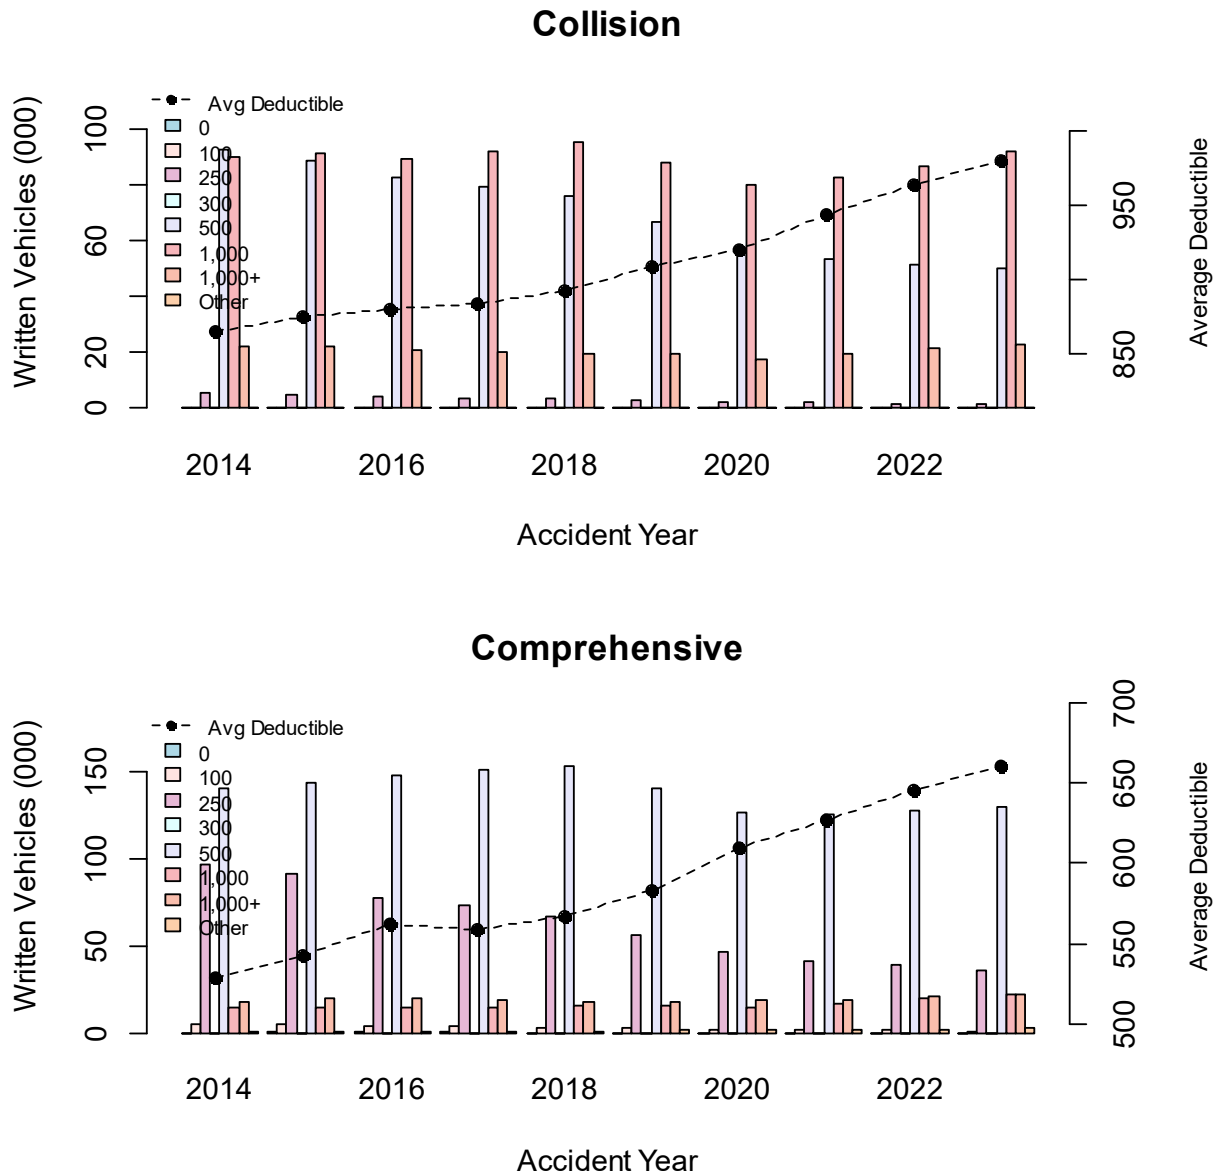 Collision
Written Vehicles (000)
100
60
20
0
Avg Deductible
0
100
250
300
500
1,000
1,000+
Other
950
850
Average Deductible
2014 2016 2018 2020 2022
Accident Year
Comprehensive
Written Vehicles (000)
150
100
50
0
Avg Deductible
0
100
250
300
500
1,000
1,000+
Other
700
650
600
550
500
Average Deductible
2014 2016 2018 2020 2022
Accident Year